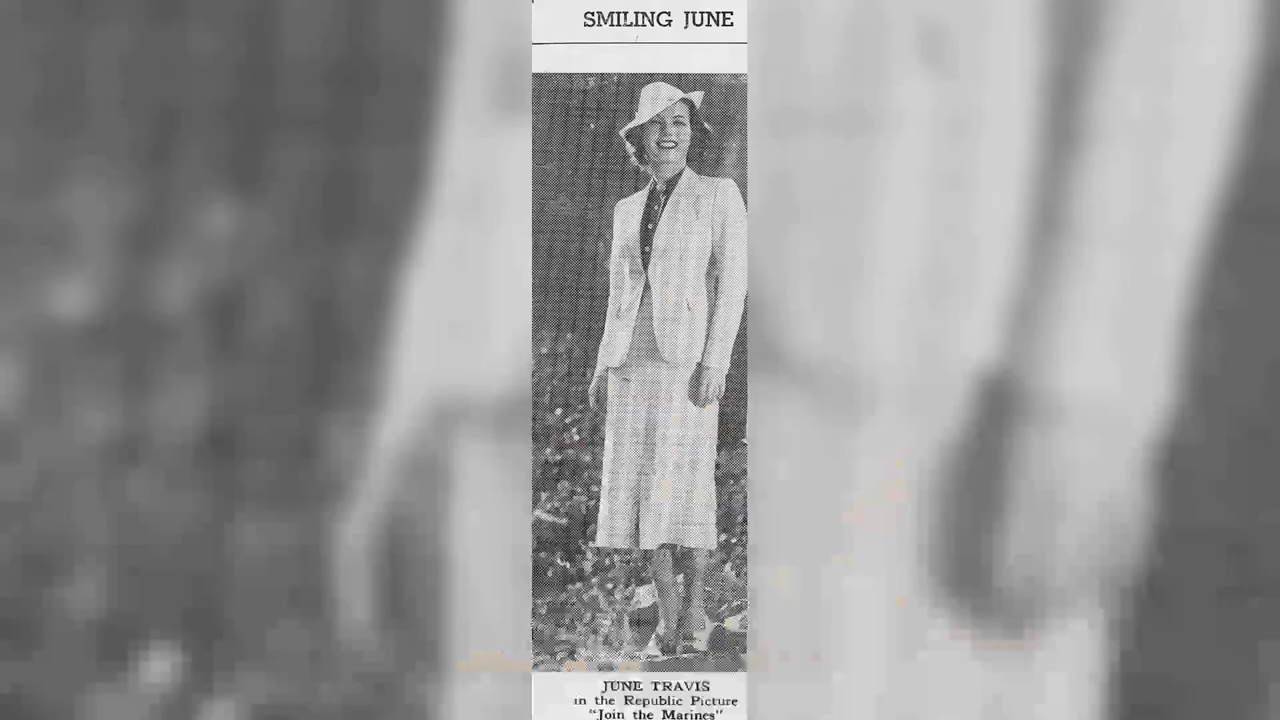 SMILING JUNE
JUNE TRAVIS
in the Republic Picture
"Join the Marines"